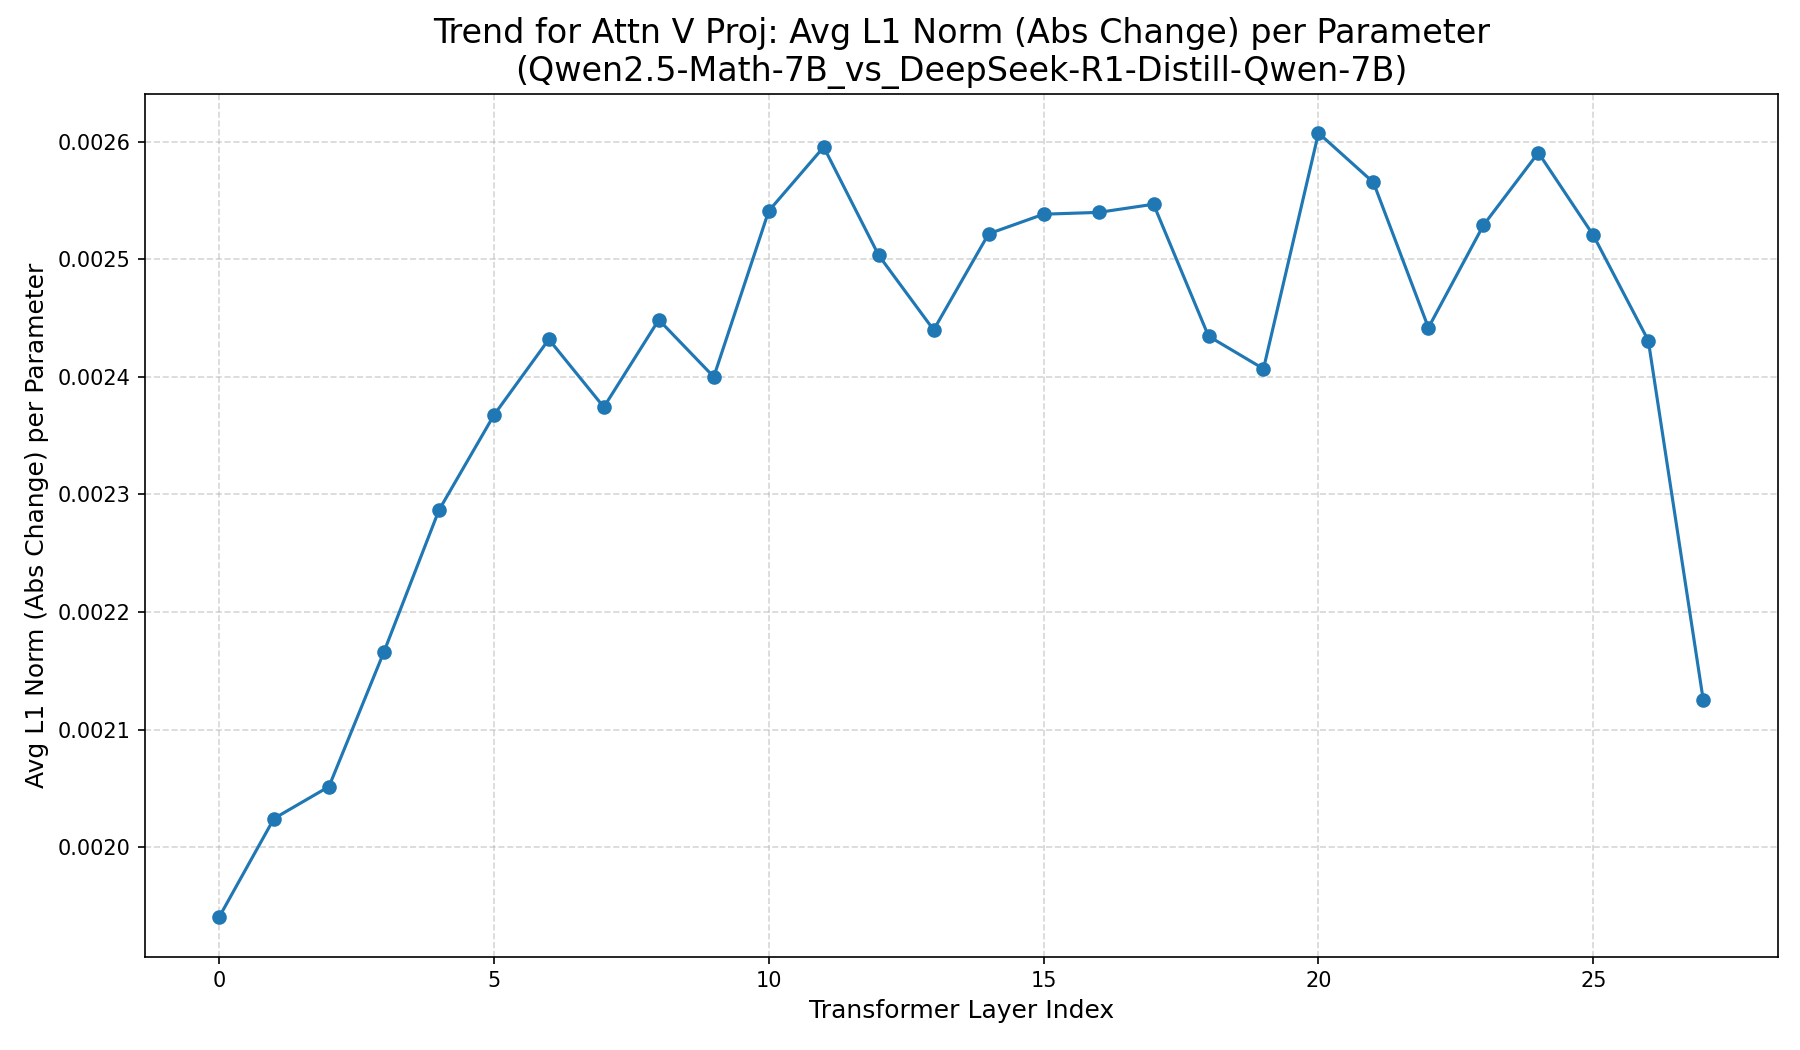 Trend for Attn V Proj: Avg L1 Norm (Abs Change) per Parameter
(Qwen2.5-Math-7B_vs_DeepSeek-R1-Distill-Qwen-7B)
Avg L1 Norm (Abs Change) per Parameter
0.0026
0.0025
0.0024
0.0023
0.0022
0.0021
0.0020
0 5 10 15 20 25
Transformer Layer Index